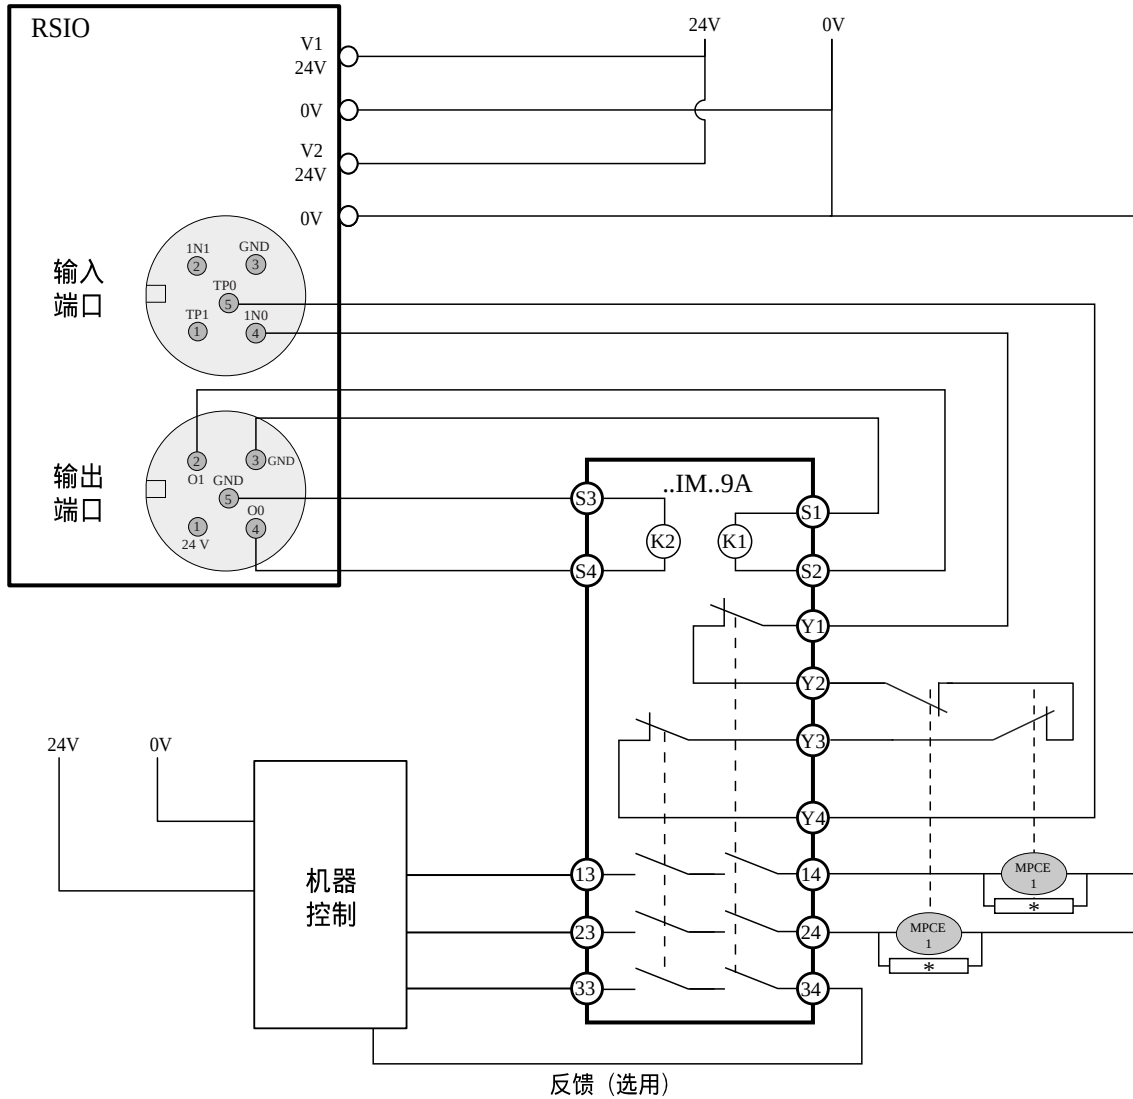 RSIO
24V
0V
V1
24V
0V
V2
24V
0V
输入
端口
1N1
2
GND
3
TP0
5
TP1
1
1N0
4
输出
端口
2
O1
3
GND
GND
5
O0
4
1
24 V
..IM..9A
S3
S4
K2
K1
S1
S2
Y1
Y2
Y3
Y4
24V
0V
机器
控制
13
23
33
14
24
34
MPCE
1
*
MPCE
1
*
反馈（选用）